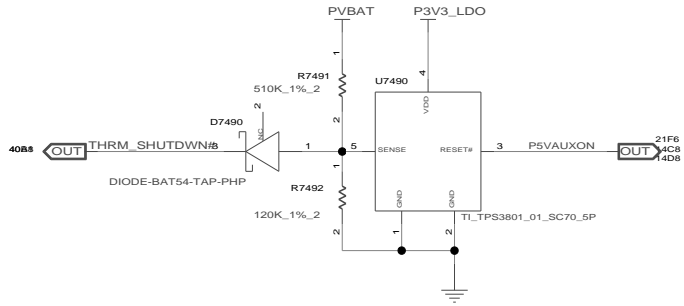 PVBAT
P3V3_LDO
1
R7491
510K_1%_2
2
4
U7490
VDD
D7490
2
NC
OUT
THRM_SHUTDWN#
1
5
SENSE
RESET#
3
P5VAUXON
OUT
21F6
14C8
14D8
DIODE-BAT54-TAP-PHP
1
R7492
120K_1%_2
2
GND
GND
1
2
TI_TPS3801_01_SC70_5P